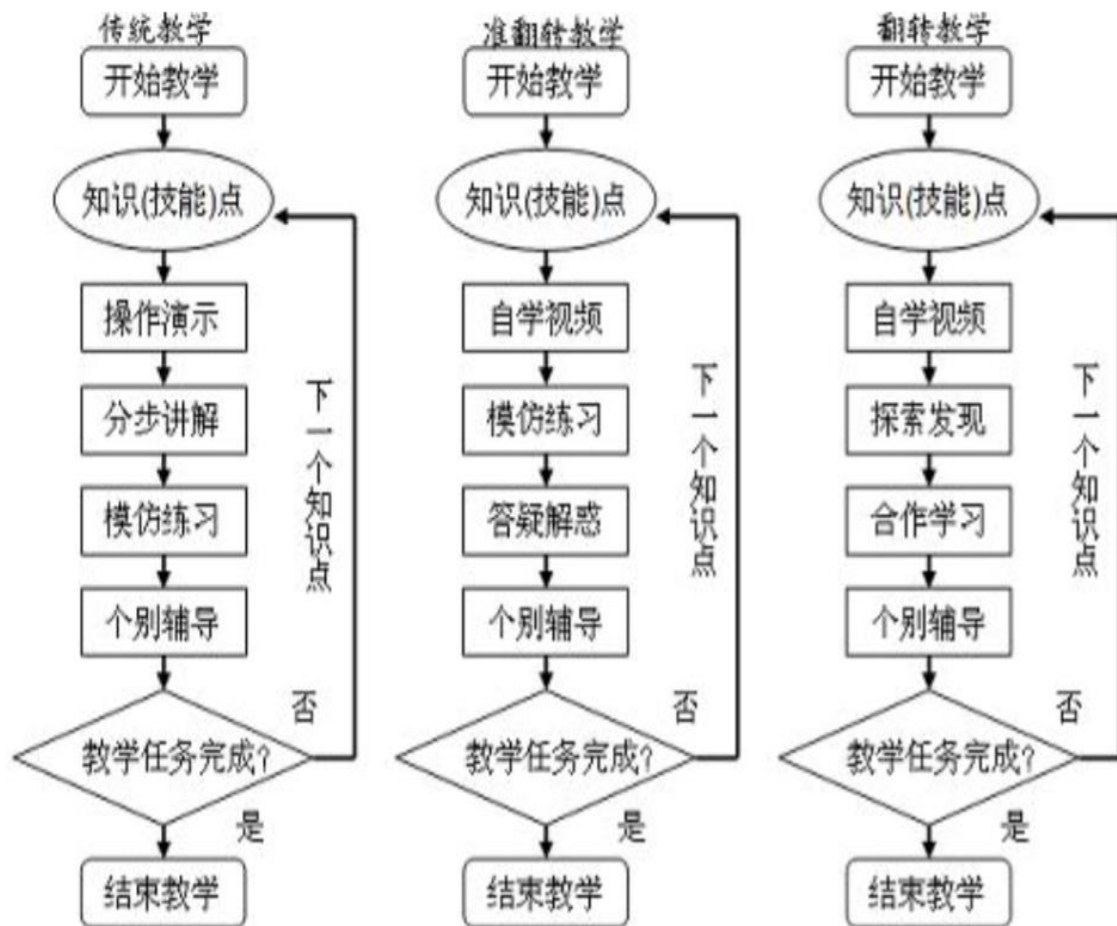 传统教学
开始教学
知识(技能)点
操作演示
分步讲解
模仿练习
个别辅导
教学任务完成?
否
是
下一个知识点
结束教学
准翻转教学
开始教学
知识(技能)点
自学视频
模仿练习
答疑解惑
个别辅导
教学任务完成?
否
是
下一个知识点
结束教学
翻转教学
开始教学
知识(技能)点
自学视频
探索发现
合作学习
个别辅导
教学任务完成?
否
是
下一个知识点
结束教学